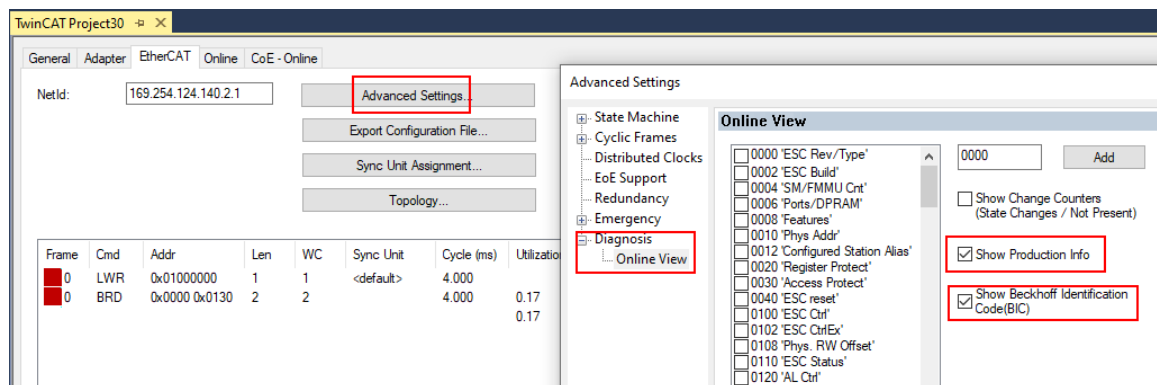 TwinCAT Project30
General Adapter EtherCAT Online CoE - Online
NetId: 169.254.124.140.2.1
Advanced Settings...
Export Configuration File...
Sync Unit Assignment...
Topology...
Frame Cmd Addr Len WC Sync Unit Cycle (ms) Utilizatio
0 LWR 0x01000000 1 1 <default> 4.000
0 BRD 0x0000 0x0130 2 2 4.000 0.17
0.17
Advanced Settings
State Machine
Cyclic Frames
Distributed Clocks
EoE Support
Redundancy
Emergency
Diagnosis
Online View
Online View
0000 'ESC Rev/Type'
0002 'ESC Build'
0004 'SM/FMMU Cnt'
0006 'Ports/DPRAM'
0008 'Features'
0010 'Phys Addr'
0012 'Configured Station Alias'
0020 'Register Protect'
0030 'Access Protect'
0040 'ESC reset'
0100 'ESC Ctrl'
0102 'ESC CtrlEx'
0108 'Phys. RW Offset'
0110 'ESC Status'
0120 'AL Ctrl'
0000 Add
Show Change Counters
(State Changes / Not Present)
Show Production Info
Show Beckhoff Identification
Code(BIC)